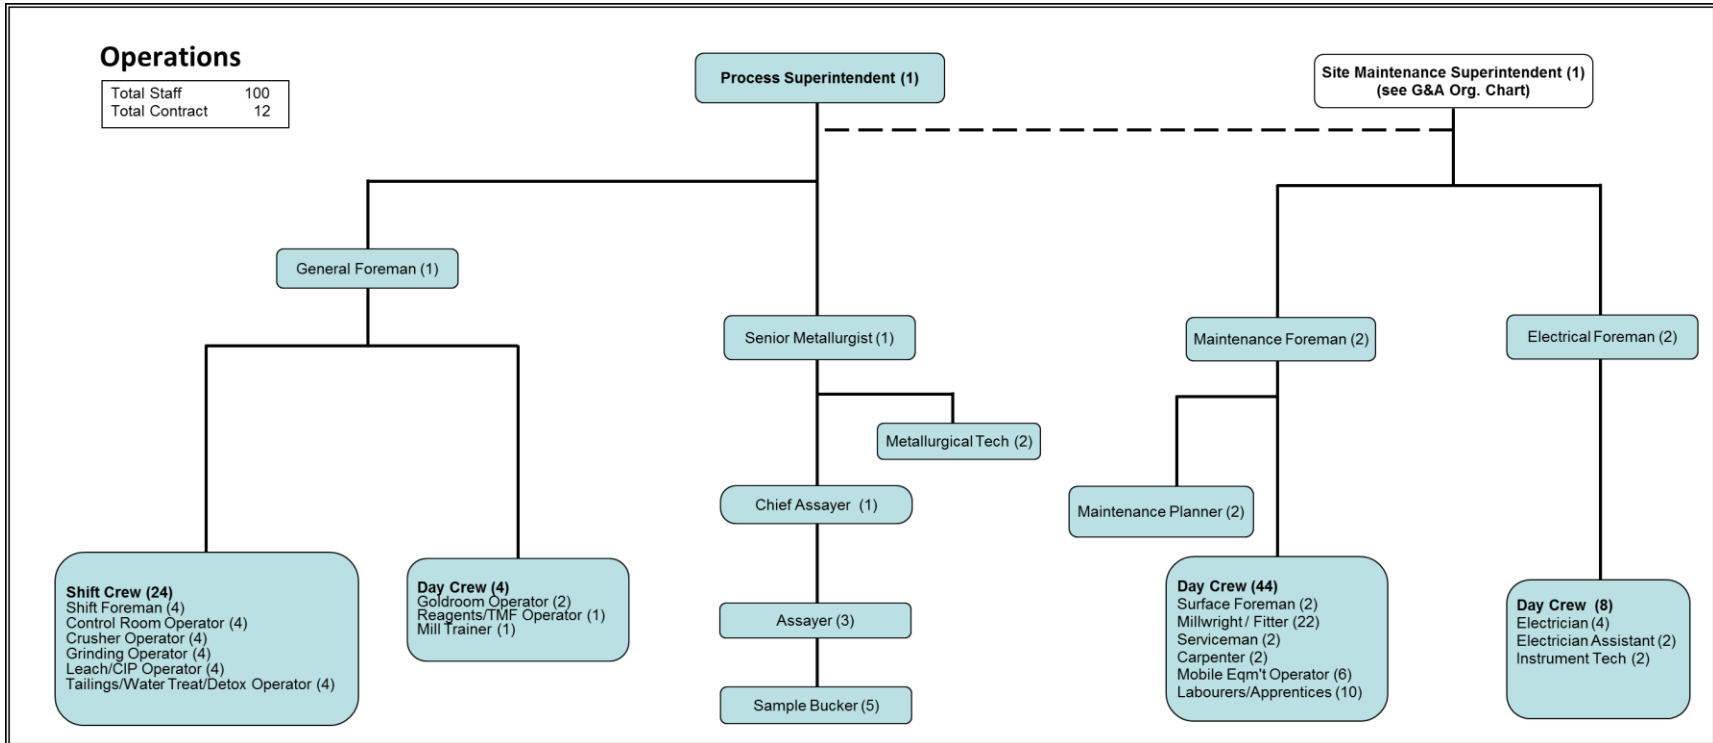 Operations
Total Staff 100
Total Contract 12
Process Superintendent (1)
Site Maintenance Superintendent (1)
(see G&A Org. Chart)
General Foreman (1)
Senior Metallurgist (1)
Maintenance Foreman (2)
Electrical Foreman (2)
Metallurgical Tech (2)
Chief Assayer (1)
Maintenance Planner (2)
Shift Crew (24)
Shift Foreman (4)
Control Room Operator (4)
Crusher Operator (4)
Grinding Operator (4)
Leach/CIP Operator (4)
Tailings/Water Treat/Detox Operator (4)
Day Crew (4)
Goldroom Operator (2)
Reagents/TMF Operator (1)
Mill Trainer (1)
Assayer (3)
Sample Bucker (5)
Day Crew (44)
Surface Foreman (2)
Millwright / Fitter (22)
Serviceman (2)
Carpenter (2)
Mobile Eqm't Operator (6)
Labourers/Apprentices (10)
Day Crew (8)
Electrician (4)
Electrician Assistant (2)
Instrument Tech (2)